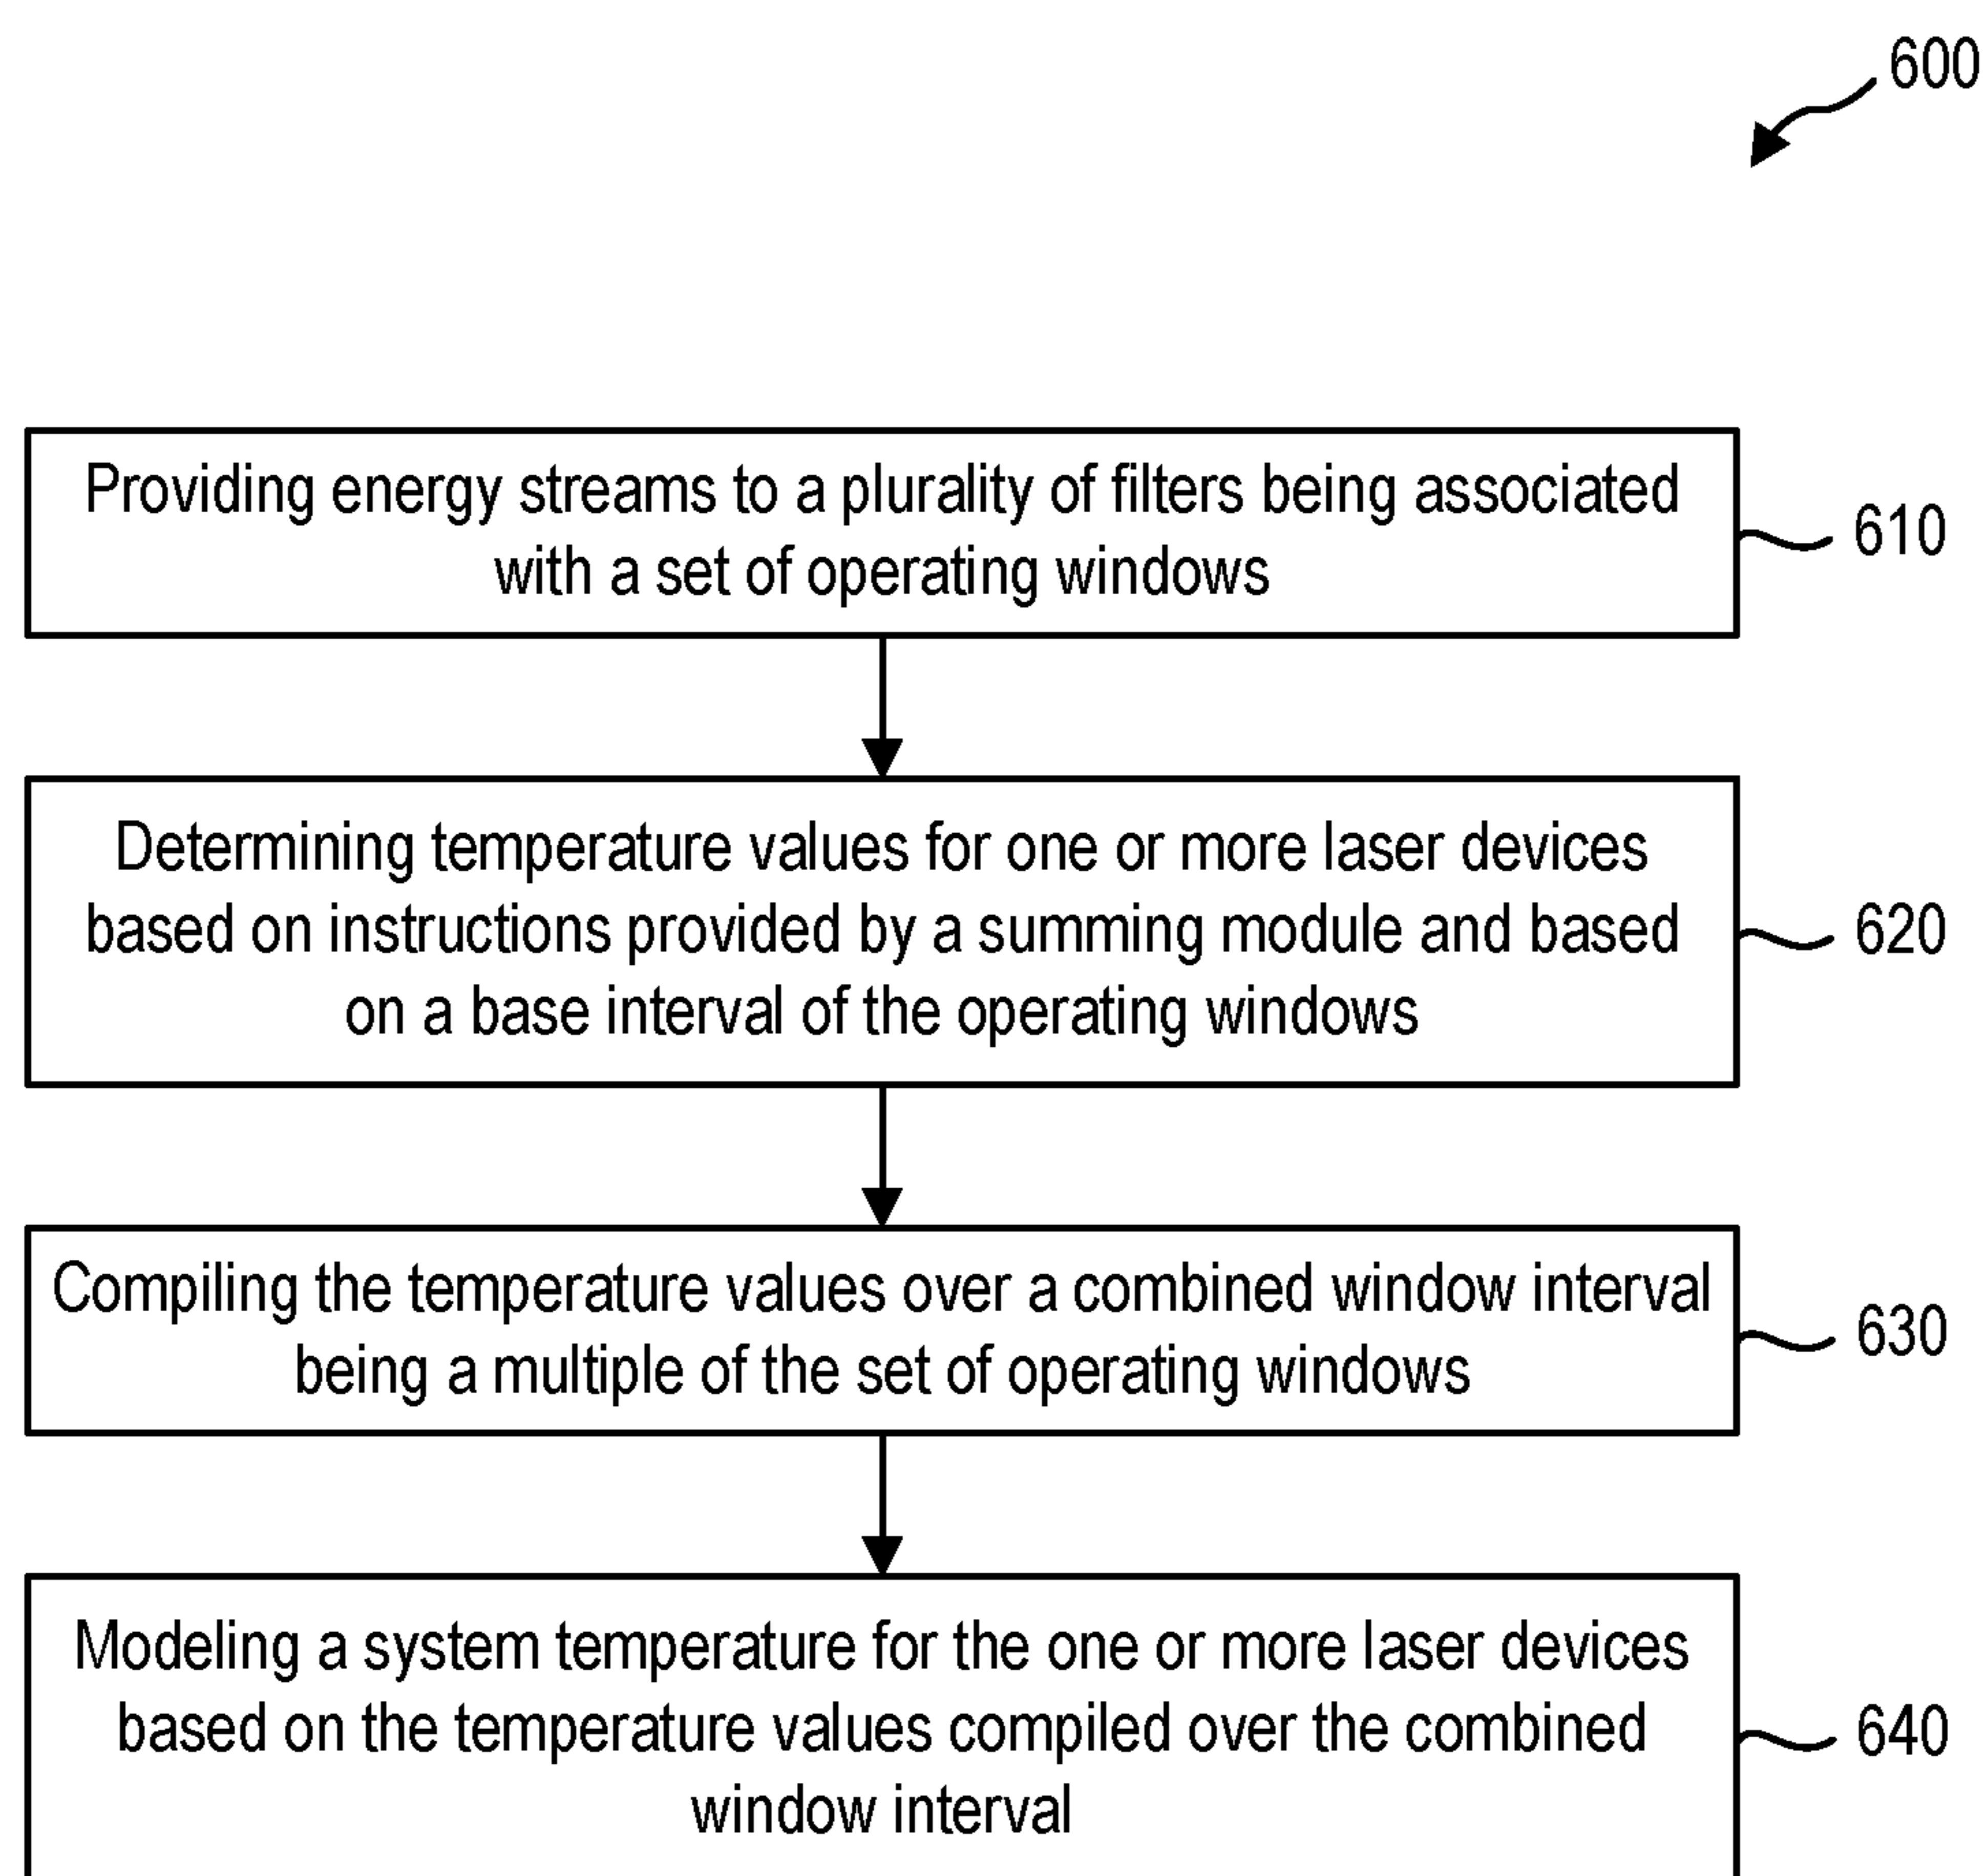 600
Providing energy streams to a plurality of filters being associated
with a set of operating windows
610
Determining temperature values for one or more laser devices
based on instructions provided by a summing module and based
on a base interval of the operating windows
620
Compiling the temperature values over a combined window interval
being a multiple of the set of operating windows
630
Modeling a system temperature for the one or more laser devices
based on the temperature values compiled over the combined
window interval
640